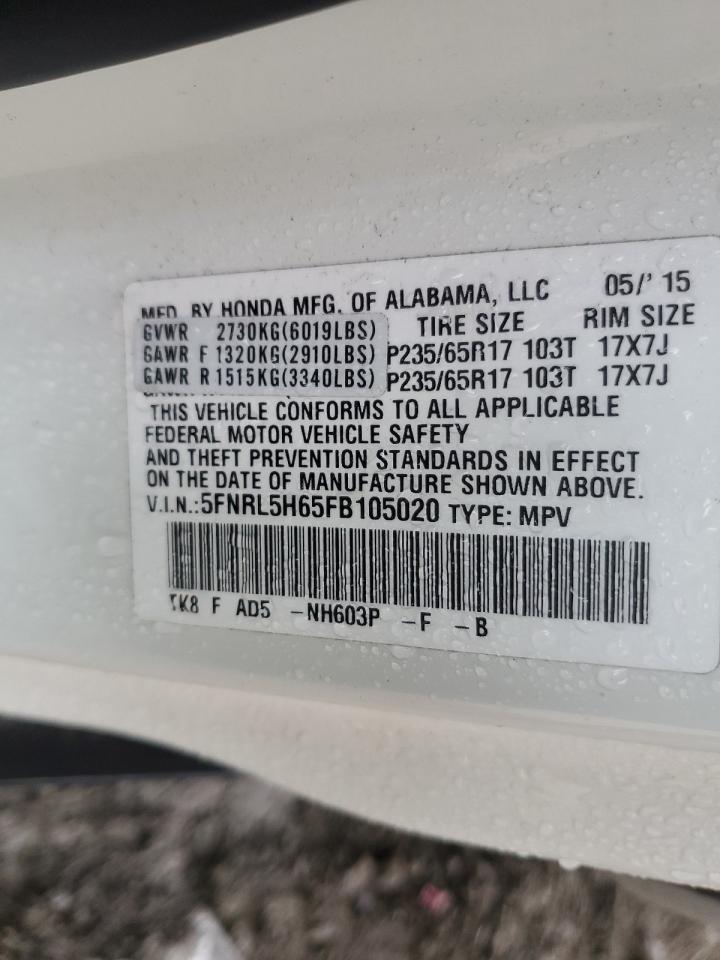 MFD. BY HONDA MFG. OF ALABAMA, LLC 05/' 15
GVWR 2730KG(6019LBS) TIRE SIZE RIM SIZE
GAWR F 1320KG(2910LBS) P235/65R17 103T 17X7J
GAWR R 1515KG(3340LBS) P235/65R17 103T 17X7J
THIS VEHICLE CONFORMS TO ALL APPLICABLE
FEDERAL MOTOR VEHICLE SAFETY
AND THEFT PREVENTION STANDARDS IN EFFECT
ON THE DATE OF MANUFACTURE SHOWN ABOVE.
V.I.N.:5FNRL5H65FB105020 TYPE: MPV
TK8 F AD5 -NH603P -F -B